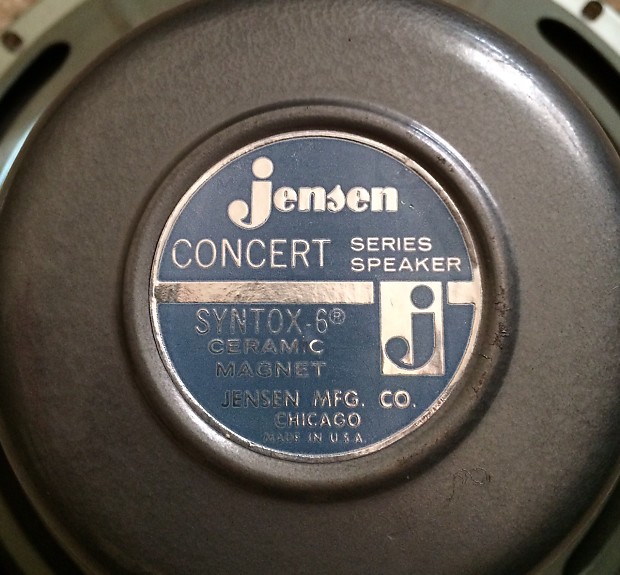 jensen
CONCERT SERIES SPEAKER
SYNTOX-6®
CERAMIC
MAGNET
j
JENSEN MFG. CO.
CHICAGO
MADE IN U.S.A.